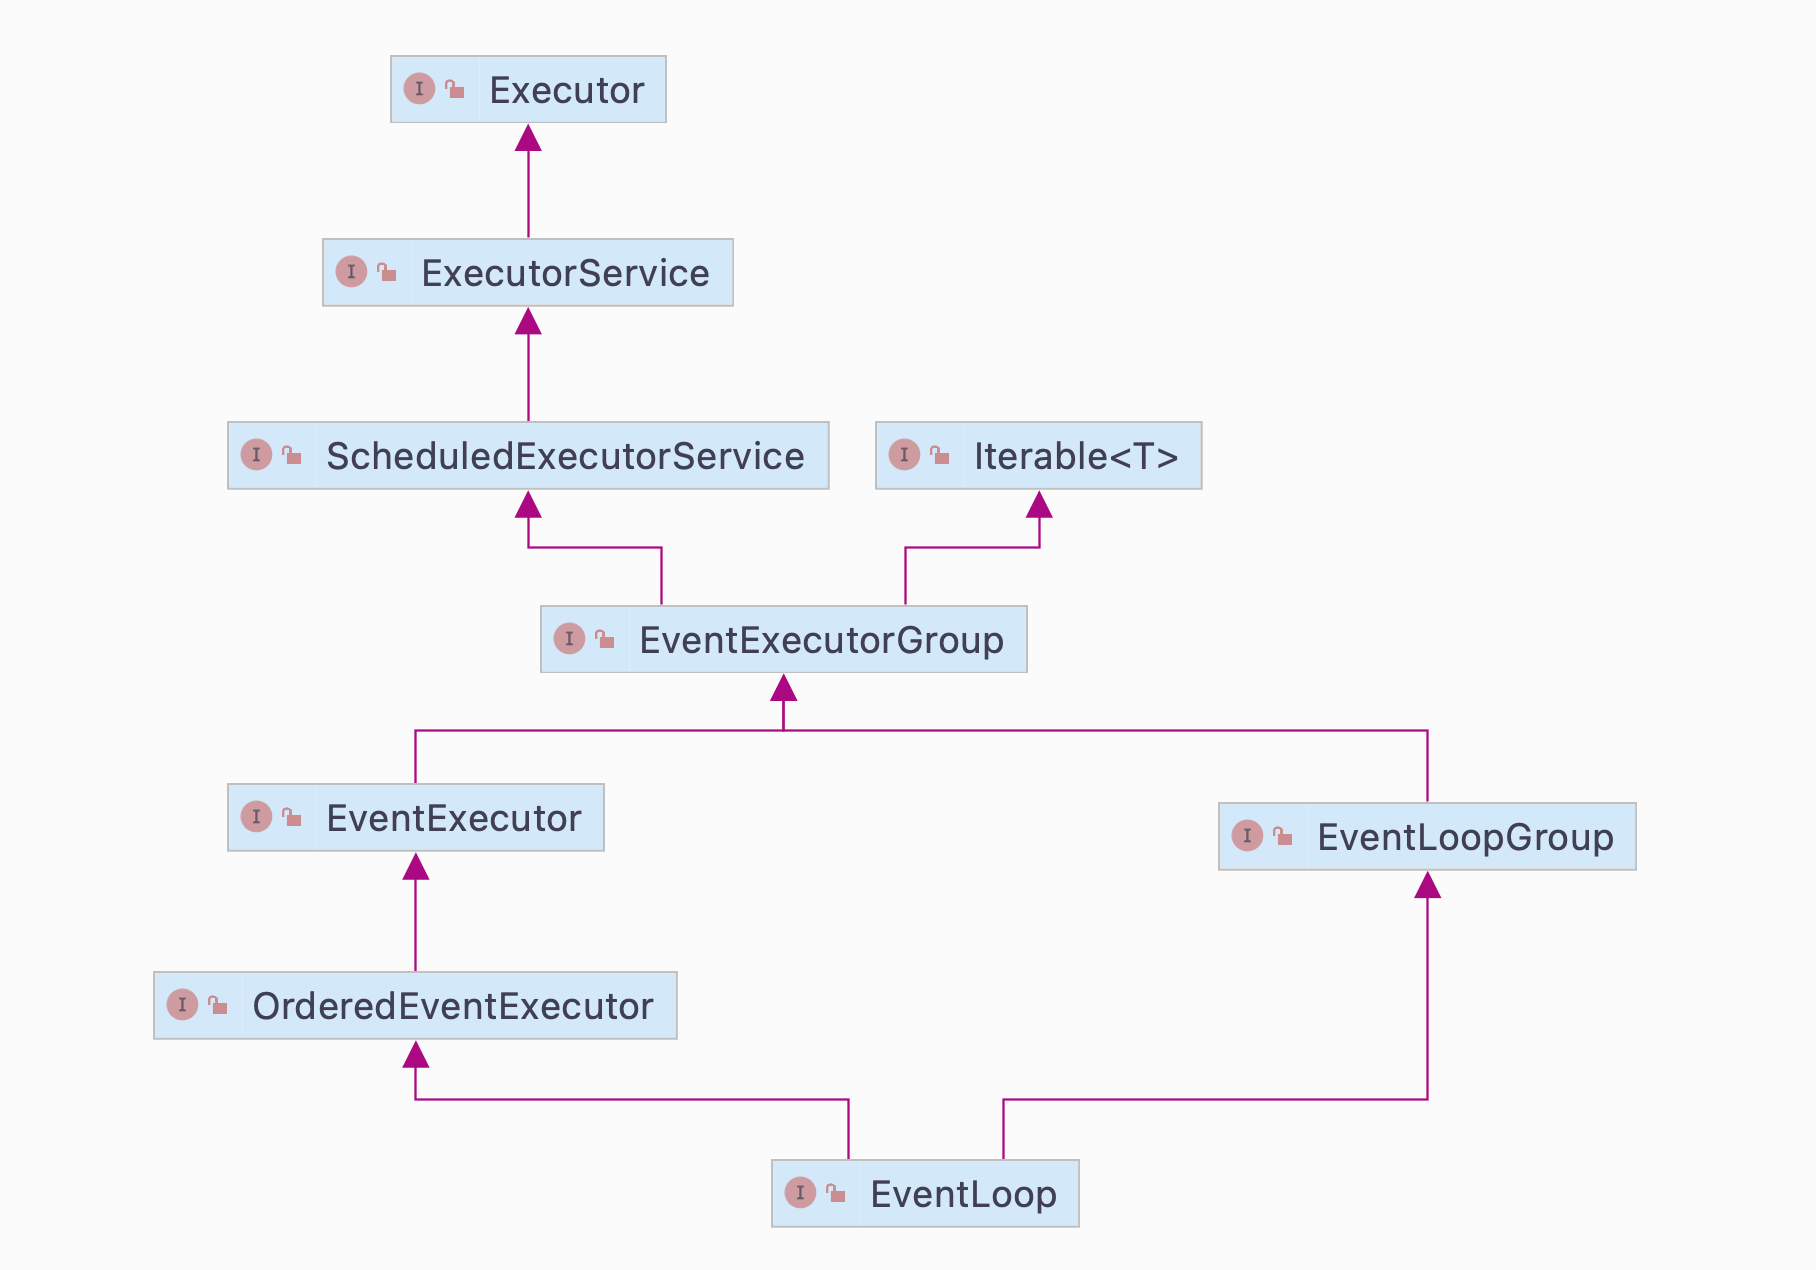 I Executor
I ExecutorService
I ScheduledExecutorService
I Iterable<T>
I EventExecutorGroup
I EventExecutor
I EventLoopGroup
I OrderedEventExecutor
I EventLoop